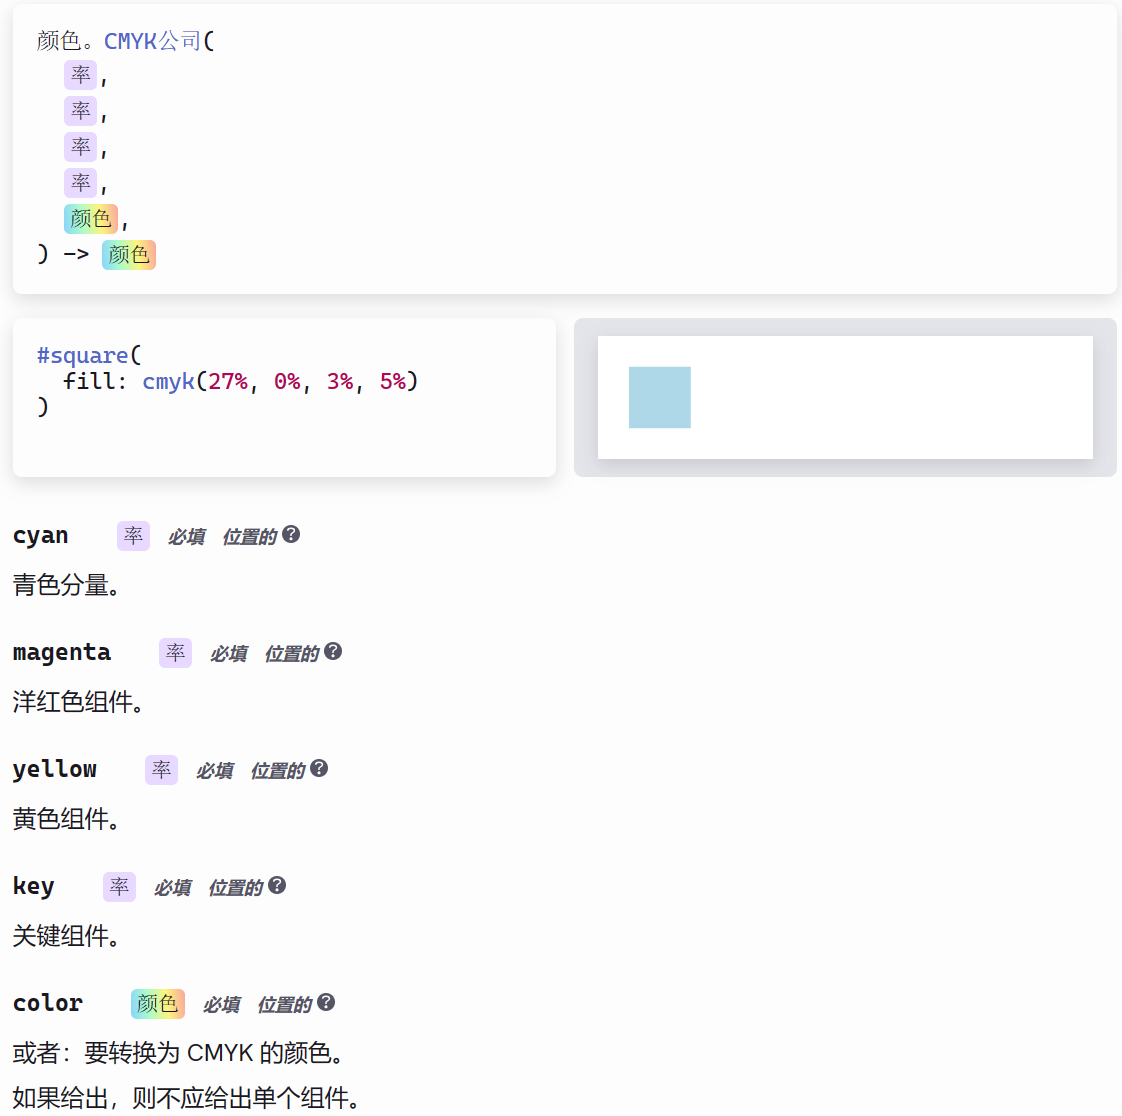 颜色。CMYK公司(
率,
率,
率,
率,
颜色,
) -> 颜色
#square(
fill: cmyk(27%, 0%, 3%, 5%)
)
cyan 率 必填 位置的 ?
青色分量。
magenta 率 必填 位置的 ?
洋红色组件。
yellow 率 必填 位置的 ?
黄色组件。
key 率 必填 位置的 ?
关键组件。
color 颜色 必填 位置的 ?
或者：要转换为 CMYK 的颜色。
如果给出，则不应给出单个组件。